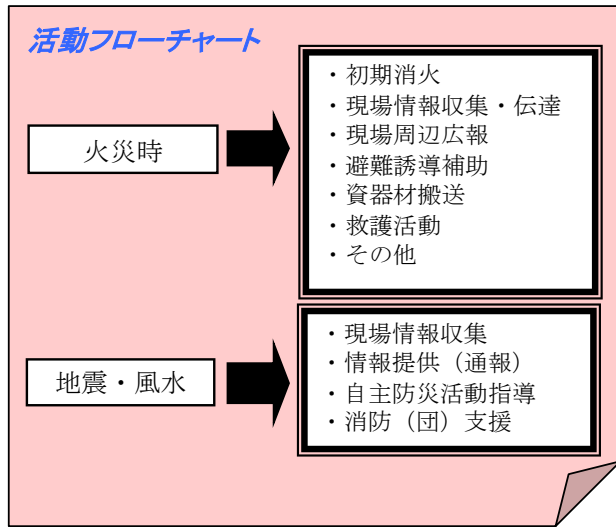 活動フローチャート
火災時
・初期消火
・現場情報収集・伝達
・現場周辺広報
・避難誘導補助
・資器材搬送
・救護活動
・その他
地震・風水
・現場情報収集
・情報提供（通報）
・自主防災活動指導
・消防（団）支援